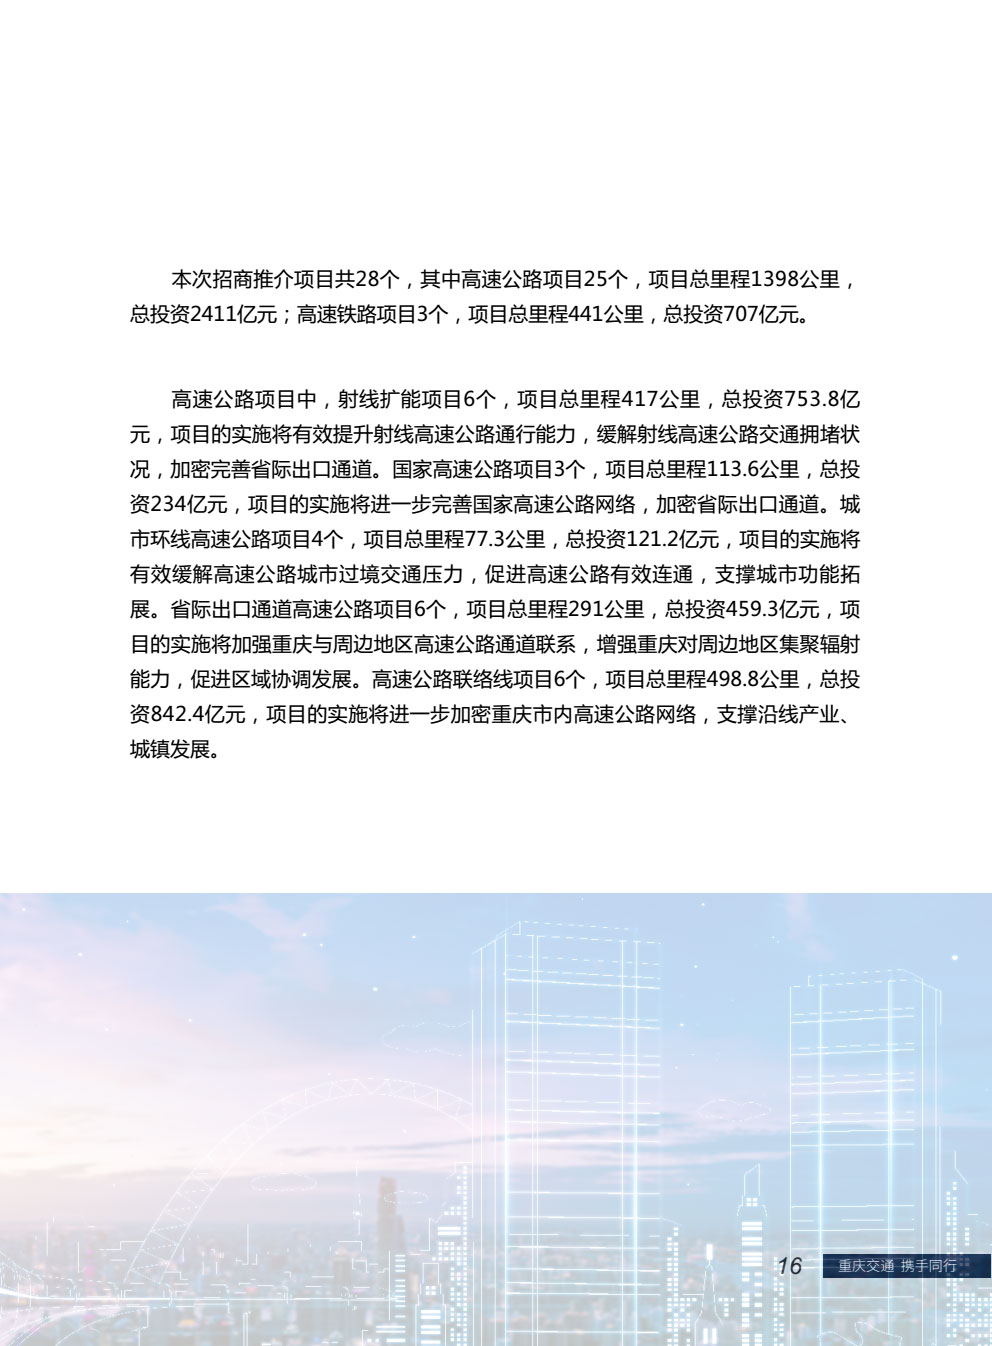 本次招商推介项目共28个，其中高速公路项目25个，项目总里程1398公里，
总投资2411亿元；高速铁路项目3个，项目总里程441公里，总投资707亿元。
高速公路项目中，射线扩能项目6个，项目总里程417公里，总投资753.8亿
元，项目的实施将有效提升射线高速公路通行能力，缓解射线高速公路交通拥堵状
况，加密完善省际出口通道。国家高速公路项目3个，项目总里程113.6公里，总投
资234亿元，项目的实施将进一步完善国家高速公路网络，加密省际出口通道。城
市环线高速公路项目4个，项目总里程77.3公里，总投资121.2亿元，项目的实施将
有效缓解高速公路城市过境交通压力，促进高速公路有效连通，支撑城市功能拓
展。省际出口通道高速公路项目6个，项目总里程291公里，总投资459.3亿元，项
目的实施将加强重庆与周边地区高速公路通道联系，增强重庆对周边地区集聚辐射
能力，促进区域协调发展。高速公路联络线项目6个，项目总里程498.8公里，总投
资842.4亿元，项目的实施将进一步加密重庆市内高速公路网络，支撑沿线产业、
城镇发展。
16 重庆交通 携手同行